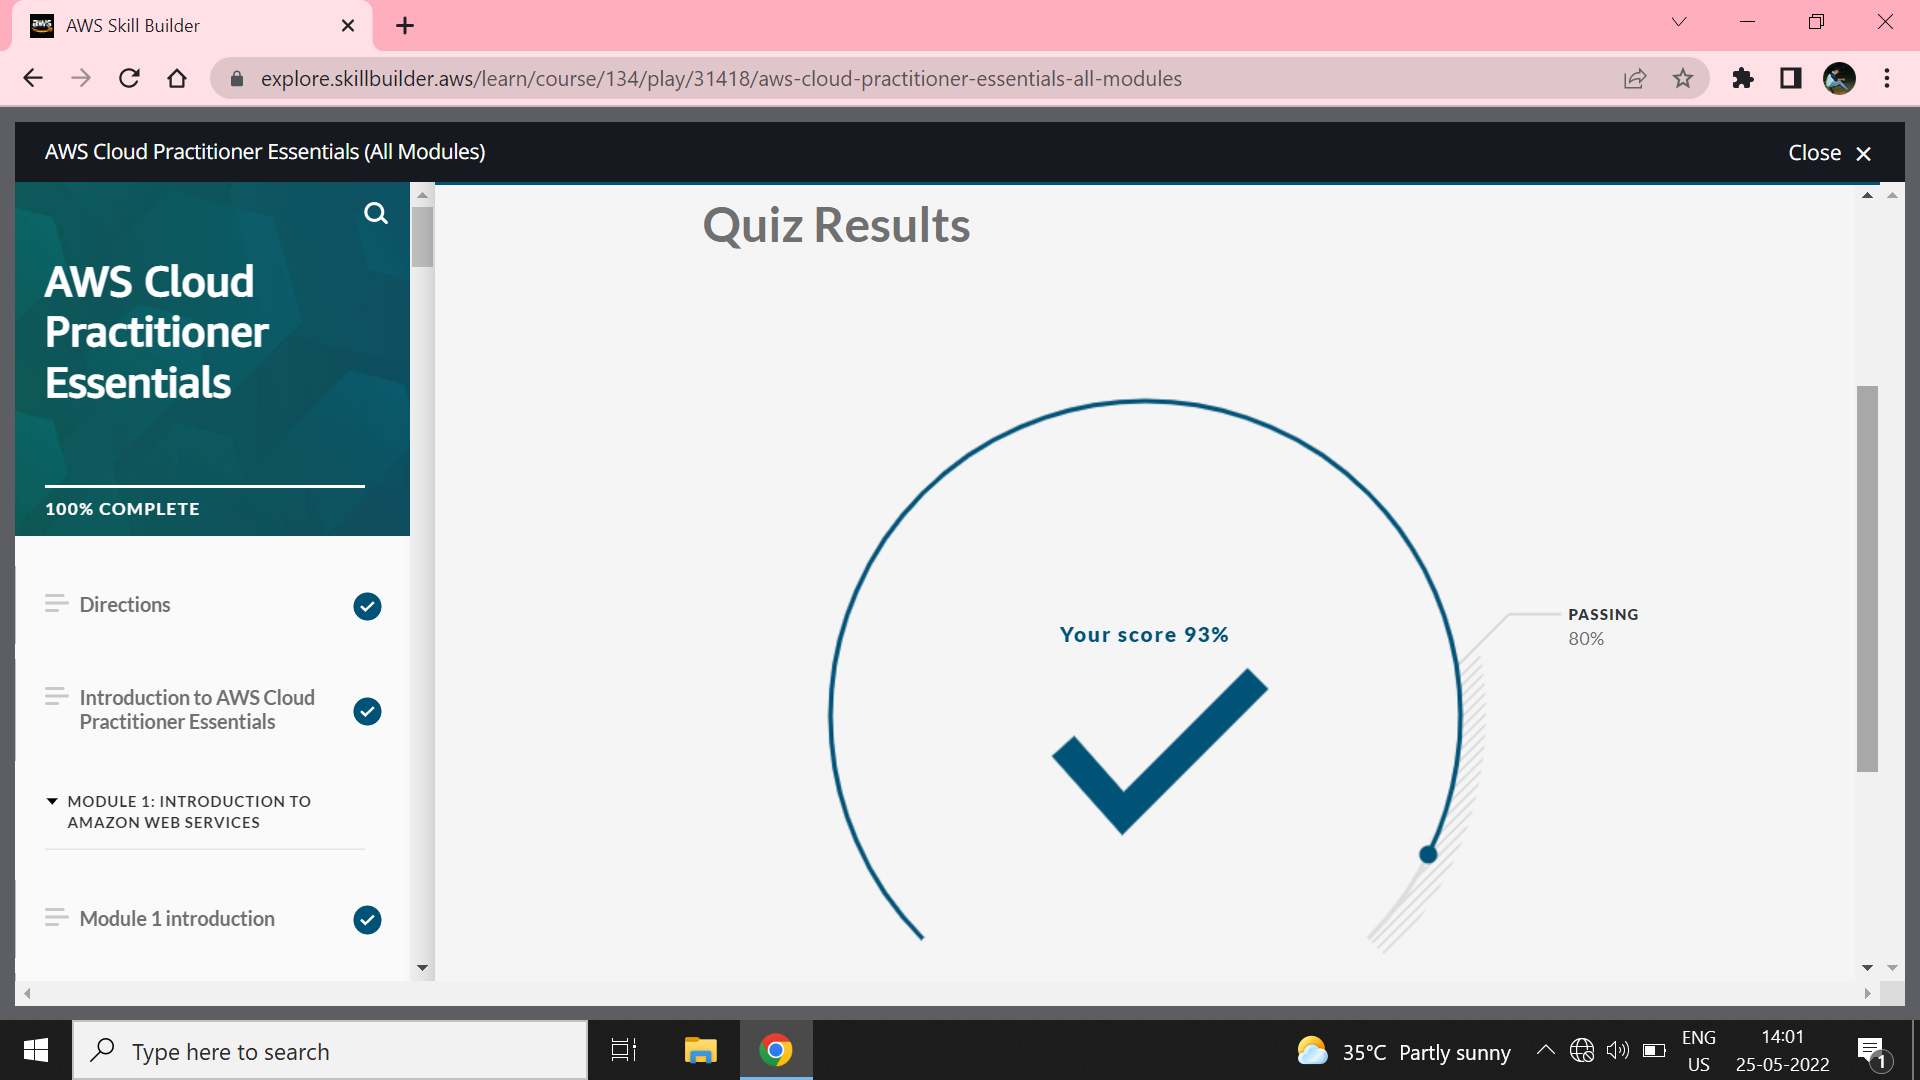 AWS Skill Builder
explore.skillbuilder.aws/learn/course/134/play/31418/aws-cloud-practitioner-essentials-all-modules
AWS Cloud Practitioner Essentials (All Modules)
Close
AWS Cloud
Practitioner
Essentials
100% COMPLETE
Directions
Introduction to AWS Cloud
Practitioner Essentials
MODULE 1: INTRODUCTION TO
AMAZON WEB SERVICES
Module 1 introduction
Quiz Results
Your score 93%
PASSING
80%
Type here to search
35°C Partly sunny
ENG
US
14:01
25-05-2022
1